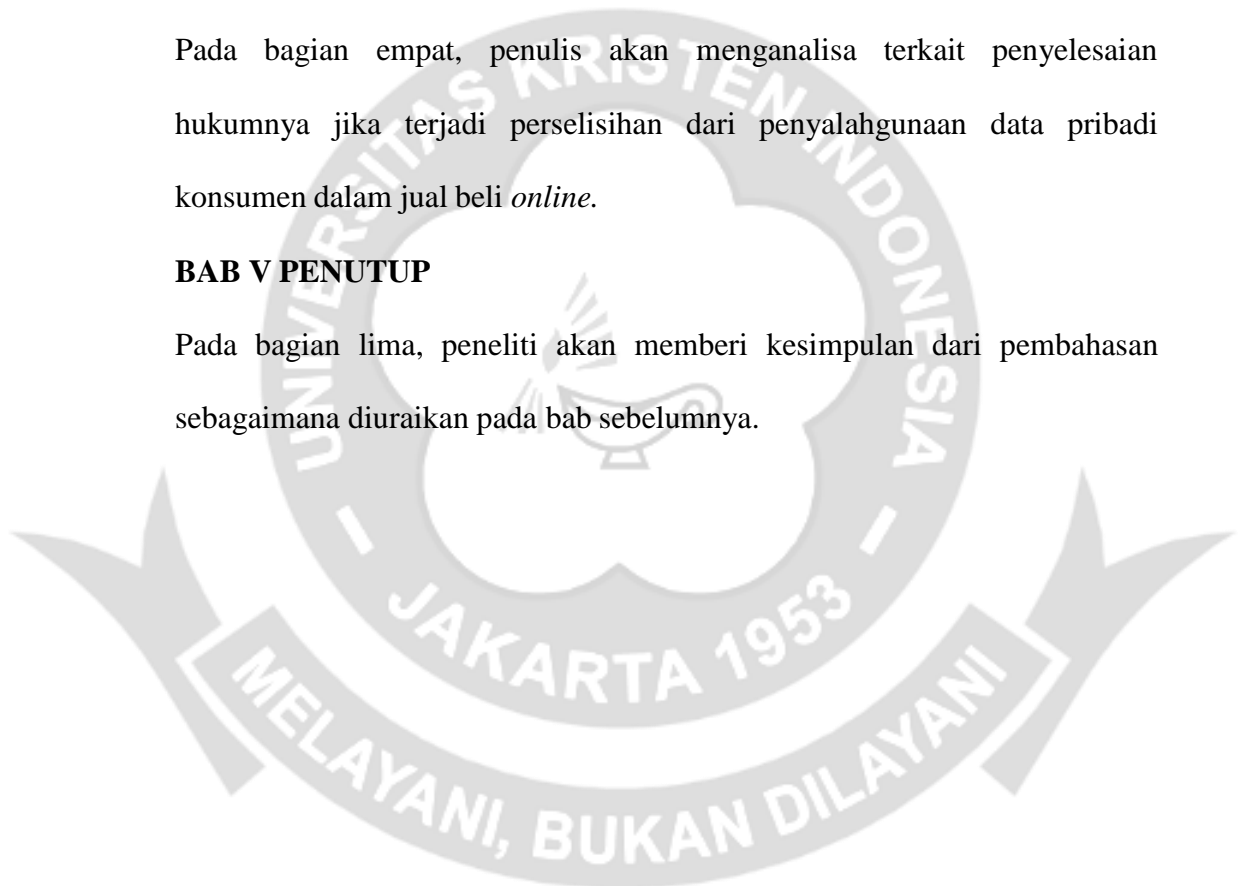 Pada bagian empat, penulis akan menganalisa terkait penyelesaian
hukumnya jika terjadi perselisihan dari penyalahgunaan data pribadi
konsumen dalam jual beli online.
BAB V PENUTUP
Pada bagian lima, peneliti akan memberi kesimpulan dari pembahasan
sebagaimana diuraikan pada bab sebelumnya.
UNIVERSITAS KRISTEN INDONESIA
JAKARTA 1953
MELAYANI, BUKAN DILAYANI